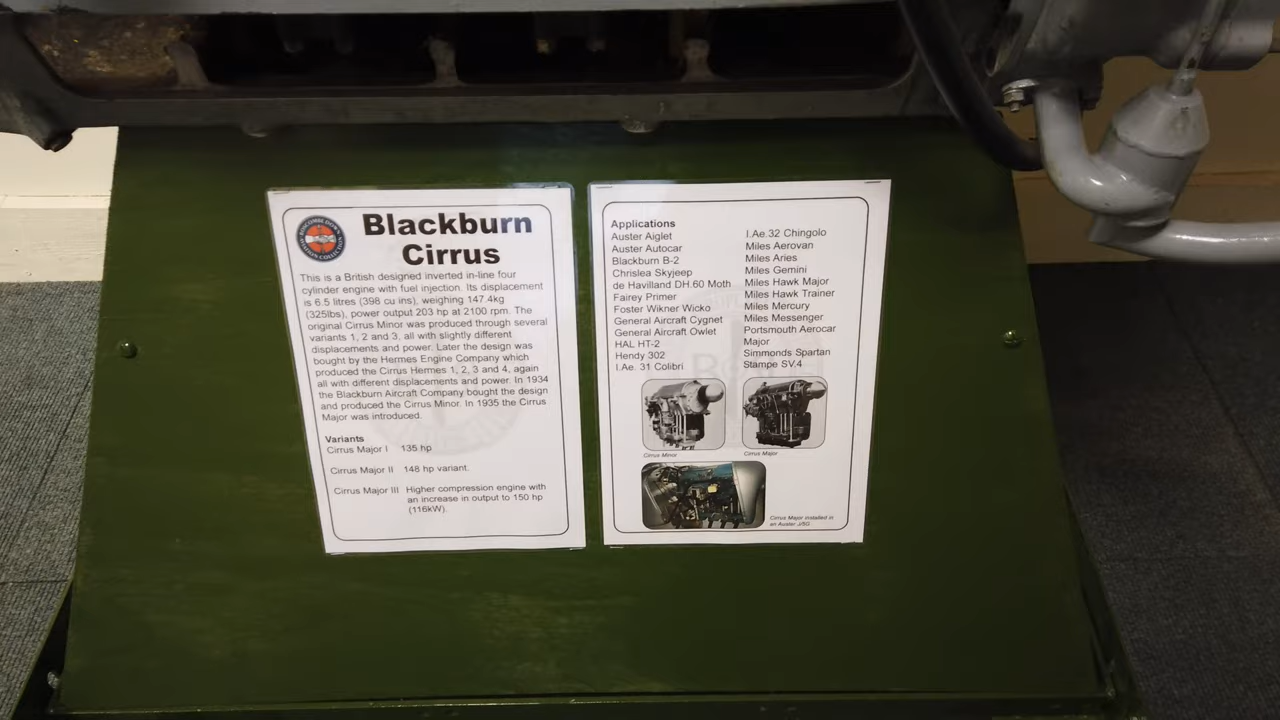 BOSCOMBE DOWN
AVIATION COLLECTION
Blackburn
Cirrus
This is a British designed inverted in-line four
cylinder engine with fuel injection. Its displacement
is 6.5 litres (398 cu ins), weighing 147.4kg
(325lbs), power output 203 hp at 2100 rpm. The
original Cirrus Minor was produced through several
variants 1, 2 and 3, all with slightly different
displacements and power. Later the design was
bought by the Hermes Engine Company which
produced the Cirrus Hermes 1, 2, 3 and 4, again
all with different displacements and power. In 1934
the Blackburn Aircraft Company bought the design
and produced the Cirrus Minor. In 1935 the Cirrus
Major was introduced.
Variants
Cirrus Major I 135 hp
Cirrus Major II 148 hp variant.
Cirrus Major III Higher compression engine with
an increase in output to 150 hp
(116kW).
Applications
Auster Aiglet
Auster Autocar
Blackburn B-2
Chrislea Skyjeep
de Havilland DH.60 Moth
Fairey Primer
Foster Wikner Wicko
General Aircraft Cygnet
General Aircraft Owlet
HAL HT-2
Hendy 302
I.Ae. 31 Colibri
I.Ae.32 Chingolo
Miles Aerovan
Miles Aries
Miles Gemini
Miles Hawk Major
Miles Hawk Trainer
Miles Mercury
Miles Messenger
Portsmouth Aerocar
Major
Simmonds Spartan
Stampe SV.4
Cirrus Minor
Cirrus Major
Cirrus Major installed in
an Auster J/5G